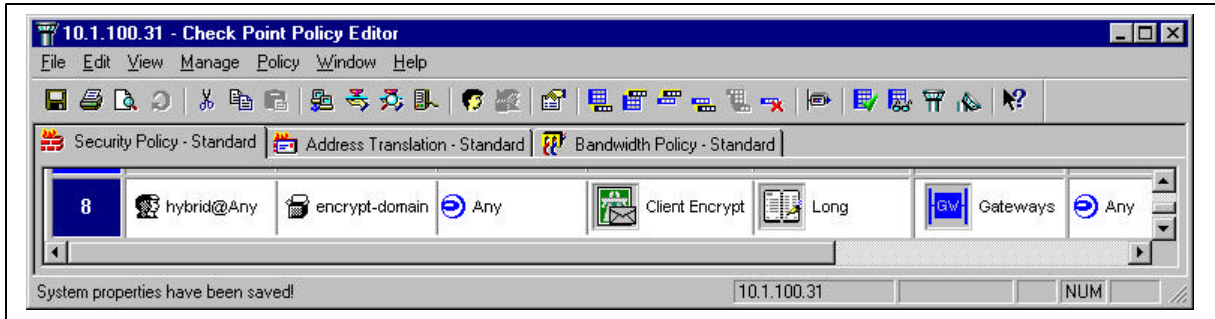 10.1.100.31 - Check Point Policy Editor
File Edit View Manage Policy Window Help
Security Policy - Standard Address Translation - Standard Bandwidth Policy - Standard
8 hybrid@Any encrypt-domain Any Client Encrypt Long GW Gateways Any
System properties have been saved! 10.1.100.31 NUM